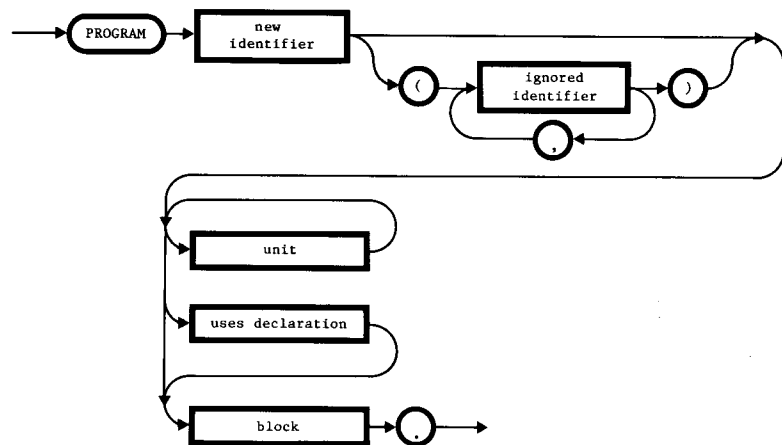 PROGRAM
new
identifier
(
ignored
identifier
)
,
unit
uses declaration
block
.